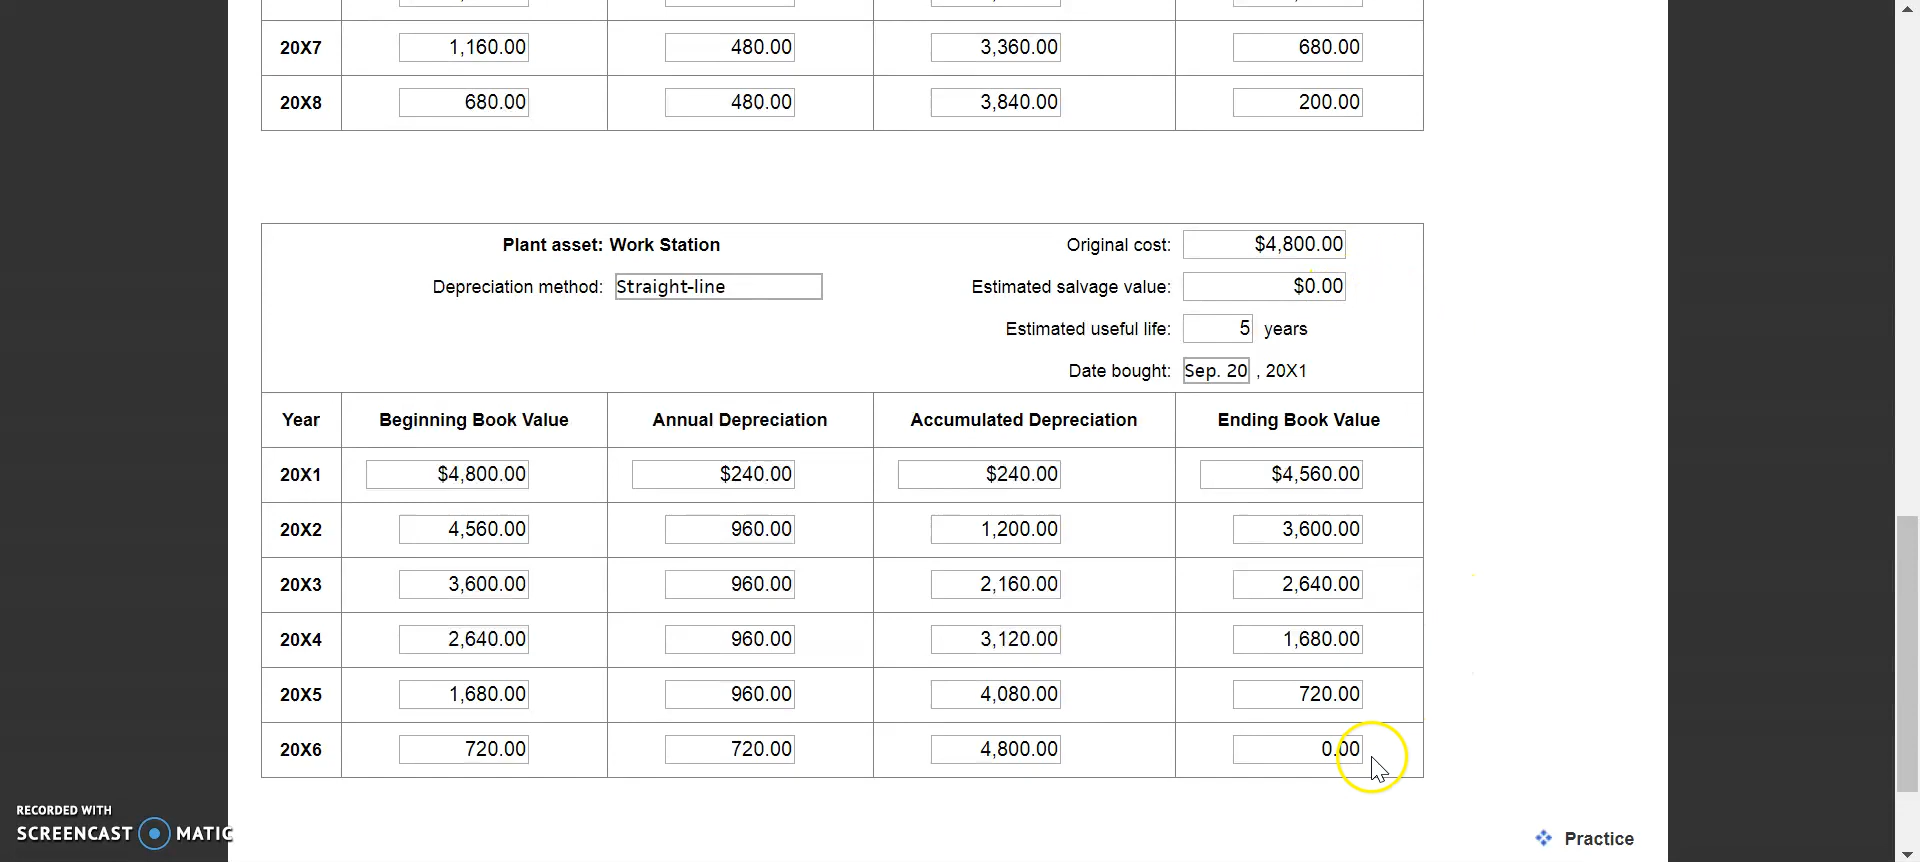 20X7 1,160.00 480.00 3,360.00 680.00
20X8 680.00 480.00 3,840.00 200.00
Plant asset: Work Station Original cost: $4,800.00
Depreciation method: Straight-line Estimated salvage value: $0.00
Estimated useful life: 5 years
Date bought: Sep. 20 , 20X1
Year Beginning Book Value Annual Depreciation Accumulated Depreciation Ending Book Value
20X1 $4,800.00 $240.00 $240.00 $4,560.00
20X2 4,560.00 960.00 1,200.00 3,600.00
20X3 3,600.00 960.00 2,160.00 2,640.00
20X4 2,640.00 960.00 3,120.00 1,680.00
20X5 1,680.00 960.00 4,080.00 720.00
20X6 720.00 720.00 4,800.00 0.00
RECORDED WITH
SCREENCAST MATIC
Practice